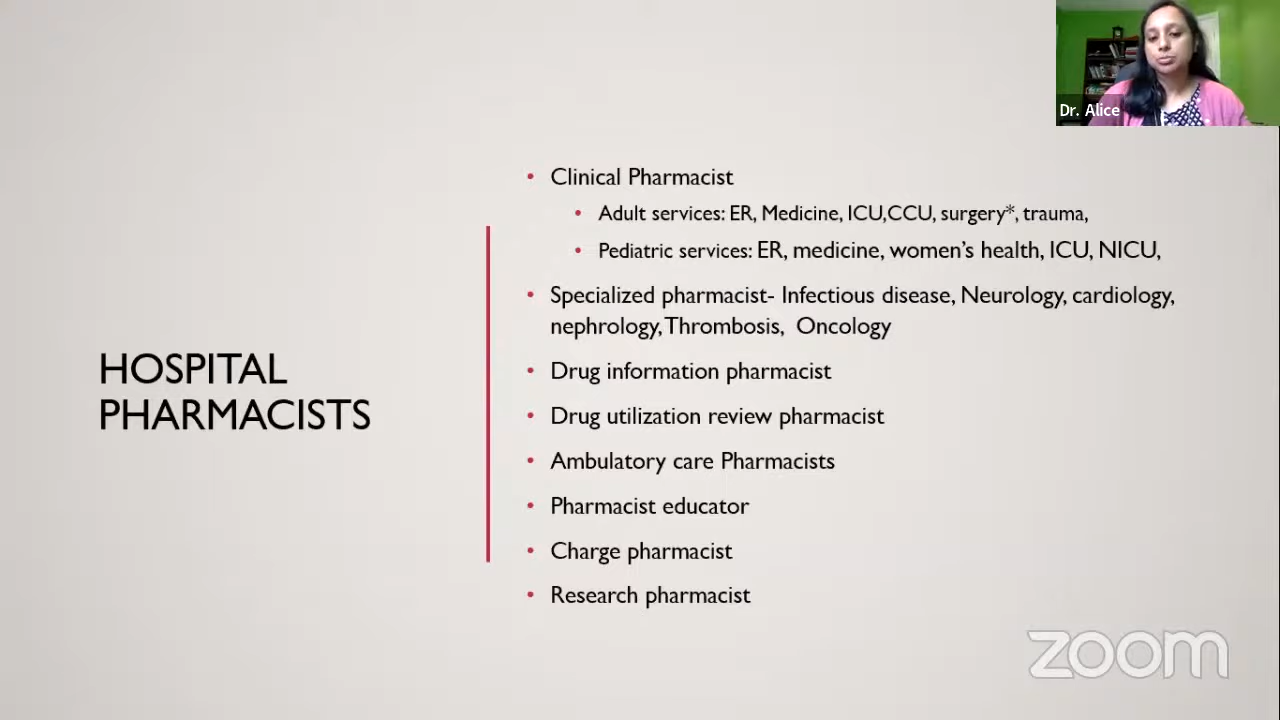 Dr. Alice
HOSPITAL
PHARMACISTS
• Clinical Pharmacist
• Adult services: ER, Medicine, ICU,CCU, surgery*, trauma,
• Pediatric services: ER, medicine, women’s health, ICU, NICU,
• Specialized pharmacist- Infectious disease, Neurology, cardiology,
nephrology, Thrombosis, Oncology
• Drug information pharmacist
• Drug utilization review pharmacist
• Ambulatory care Pharmacists
• Pharmacist educator
• Charge pharmacist
• Research pharmacist
zoom